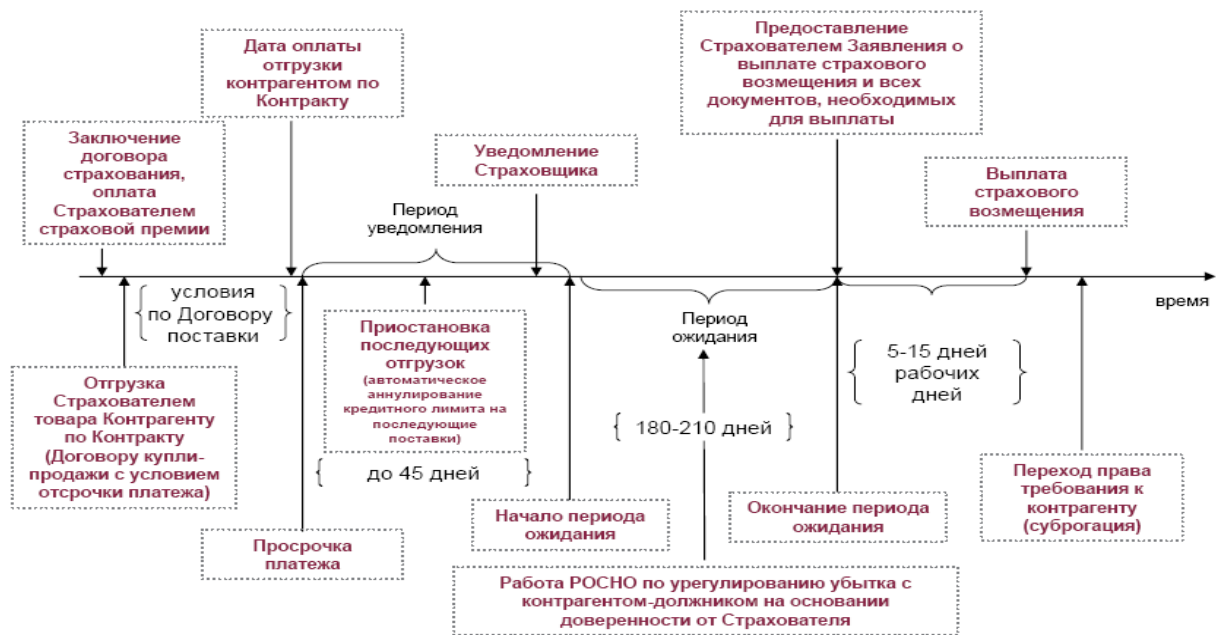 Дата оплаты
отгрузки
контрагентом по
Контракту
Предоставление
Страхователем Заявления о
выплате страхового
возмещения и всех
документов, необходимых
для выплаты
Заключение
договора
страхования,
оплата
Страхователем
страховой премии
Уведомление
Страховщика
Выплата
страхового
возмещения
Период
уведомления
время
условия
по Договору
поставки
Приостановка
последующих
отгрузок
(автоматическое
аннулирование
кредитного лимита на
последующие
поставки)
до 45 дней
Период
ожидания
180-210 дней
5-15 дней
рабочих
дней
Отгрузка
Страхователем
товара Контрагенту
по Контракту
(Договору купли-
продажи с условием
отсрочки платежа)
Просрочка
платежа
Начало периода
ожидания
Окончание периода
ожидания
Переход права
требования к
контрагенту
(суброгация)
Работа РОСНО по урегулированию убытка с
контрагентом-должником на основании
доверенности от Страхователя